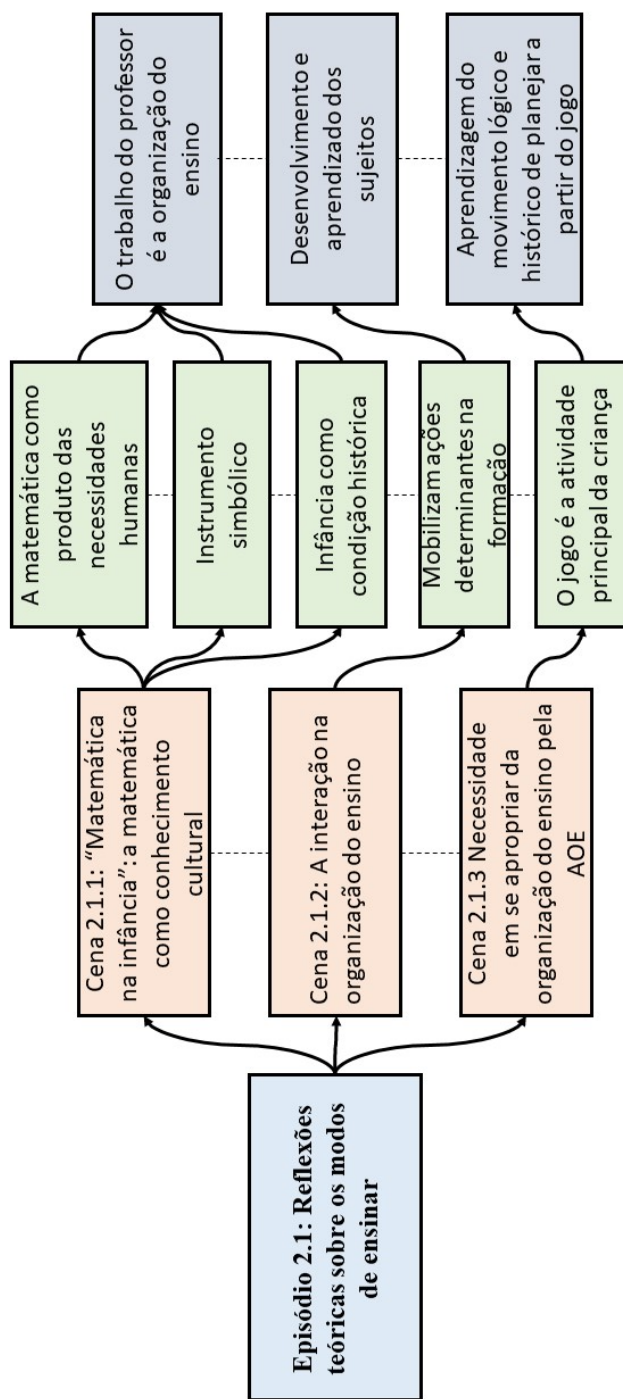 Episódio 2.1: Reflexões
teóricas sobre os modos
de ensinar
Cena 2.1.1: “Matemática
na infância”: a matemática
como conhecimento
cultural
Cena 2.1.2: A interação na
organização do ensino
Cena 2.1.3 Necessidade
em se apropriar da
organização do ensino pela
AOE
A matemática como
produto das
necessidades
humanas
Instrumento
simbólico
Infância como
condição histórica
Mobilizam ações
determinantes na
formação
O jogo é a atividade
principal da criança
O trabalho do professor
é a organização do
ensino
Desenvolvimento e
aprendizado dos
sujeitos
Aprendizagem do
movimento lógico e
histórico de planejar a
partir do jogo